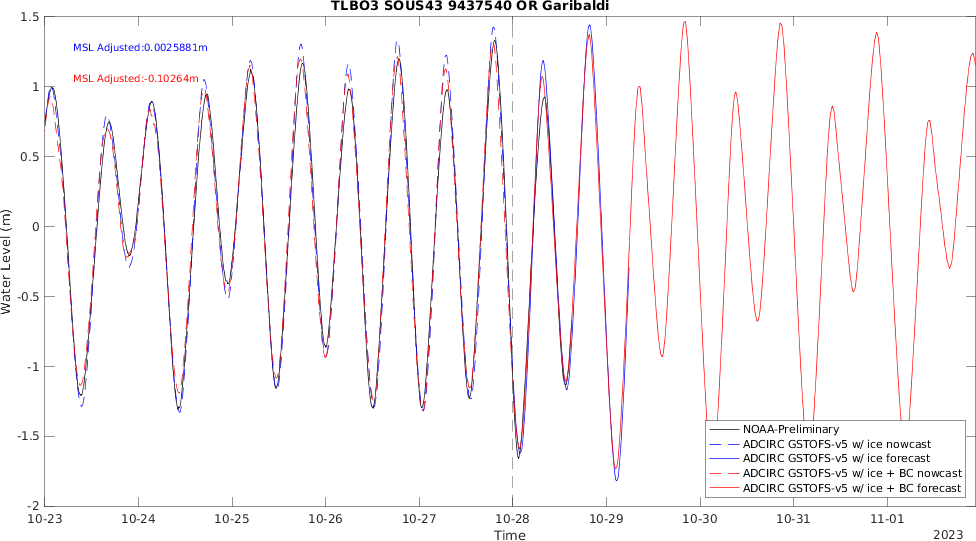 TLBO3 SOUS43 9437540 OR Garibaldi
MSL Adjusted:0.0025881m
MSL Adjusted:-0.10264m
1.5
1
0.5
0
-0.5
-1
-1.5
-2
Water Level (m)
NOAA-Preliminary
ADCIRC GSTOFS-v5 w/ ice nowcast
ADCIRC GSTOFS-v5 w/ ice forecast
ADCIRC GSTOFS-v5 w/ ice + BC nowcast
ADCIRC GSTOFS-v5 w/ ice + BC forecast
10-23 10-24 10-25 10-26 10-27 10-28 10-29 10-30 10-31 11-01
Time
2023